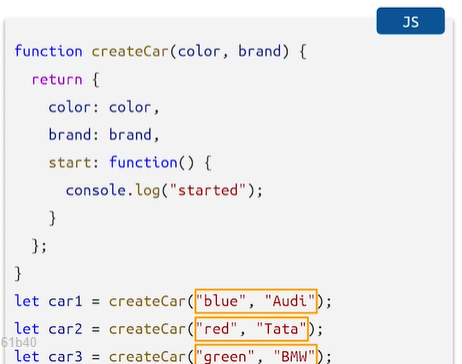 JS
function createCar(color, brand) {
  return {
    color: color,
    brand: brand,
    start: function() {
      console.log("started");
    }
  };
}
let car1 = createCar("blue", "Audi");
let car2 = createCar("red", "Tata");
61b40
let car3 = createCar("green", "BMW");